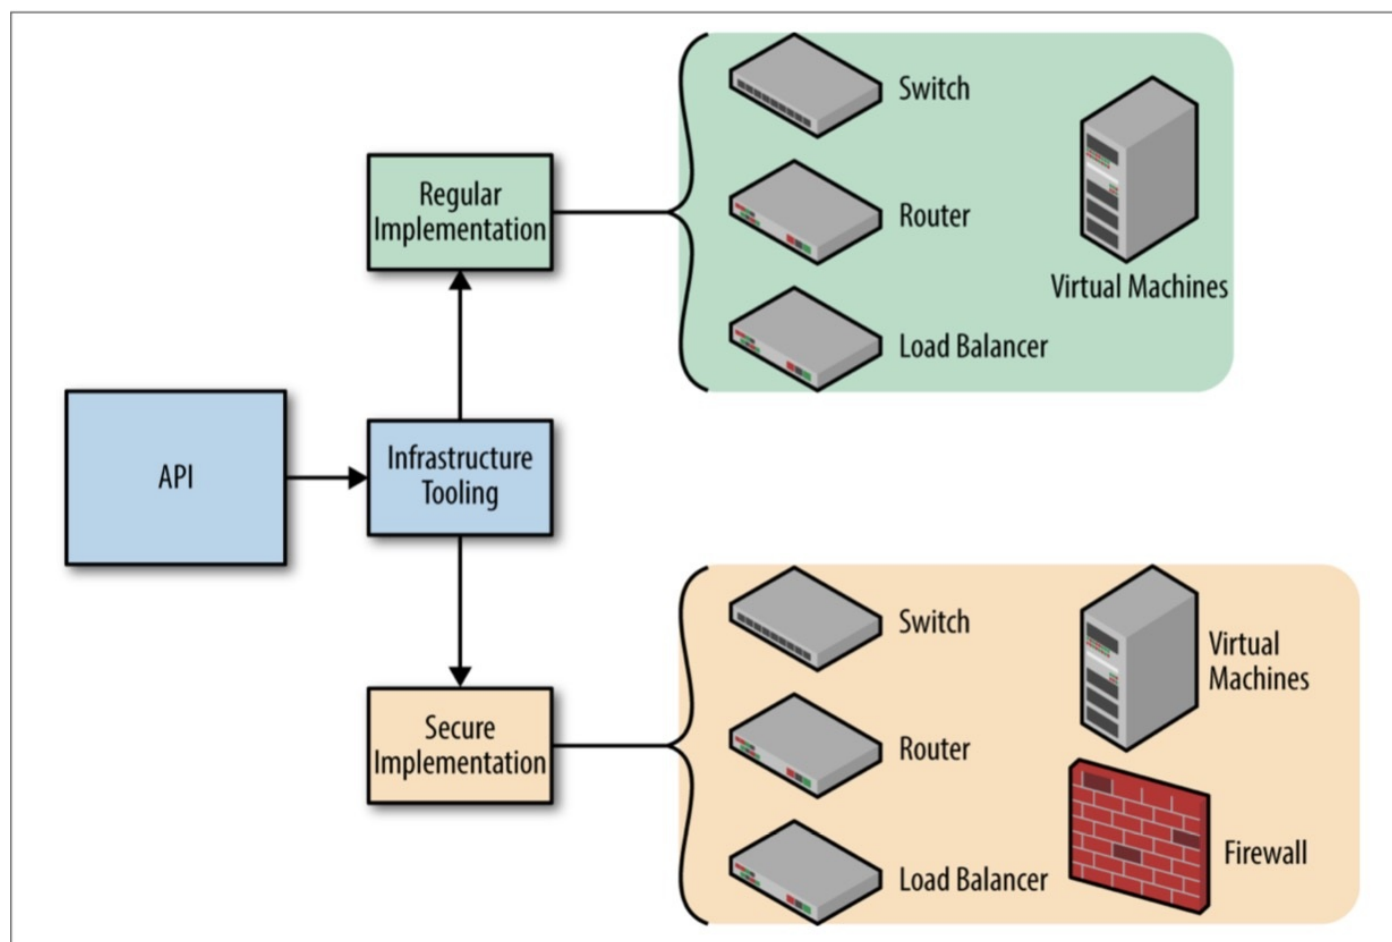 Switch
Router
Load Balancer
Virtual Machines
Regular
Implementation
API
Infrastructure
Tooling
Secure
Implementation
Switch
Router
Load Balancer
Virtual
Machines
Firewall